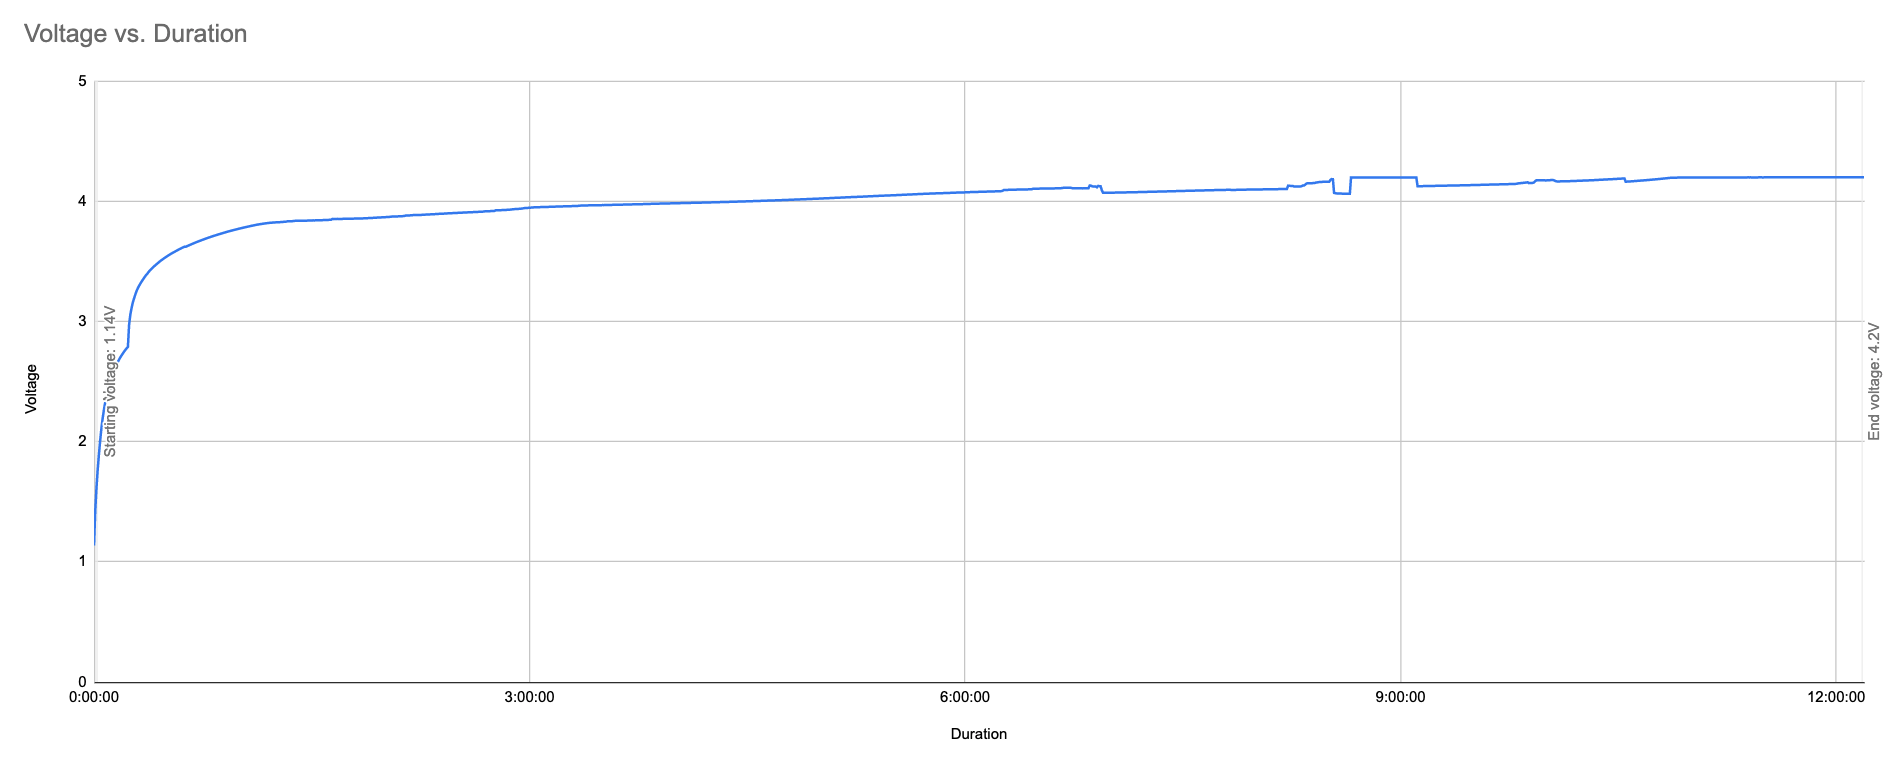 Voltage vs. Duration
5
4
3
2
1
0
Voltage
Starting voltage: 1.14V
End voltage: 4.2V
0:00:00
3:00:00
6:00:00
9:00:00
12:00:00
Duration